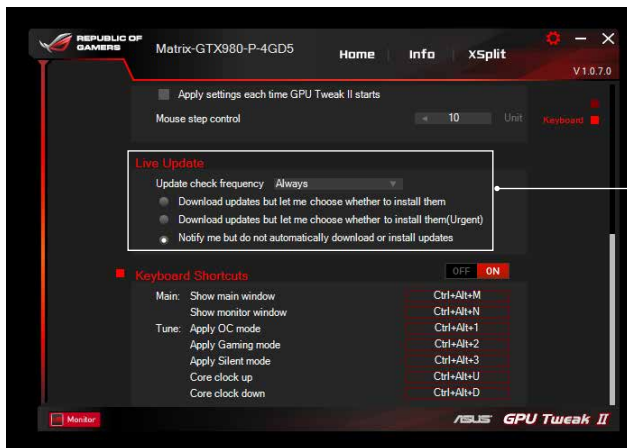 REPUBLIC OF
GAMERS
Matrix-GTX980-P-4GD5
Home
Info
XSplit
V 1.0.7.0
Apply settings each time GPU Tweak II starts
Mouse step control
10
Unit
Keyboard
Live Update
Update check frequency Always
Download updates but let me choose whether to install them
Download updates but let me choose whether to install them(Urgent)
Notify me but do not automatically download or install updates
Keyboard Shortcuts
OFF ON
Main: Show main window Ctrl+Alt+M
Show monitor window Ctrl+Alt+N
Tune: Apply OC mode Ctrl+Alt+1
Apply Gaming mode Ctrl+Alt+2
Apply Silent mode Ctrl+Alt+3
Core clock up Ctrl+Alt+U
Core clock down Ctrl+Alt+D
Monitor
ASUS GPU Tweak II